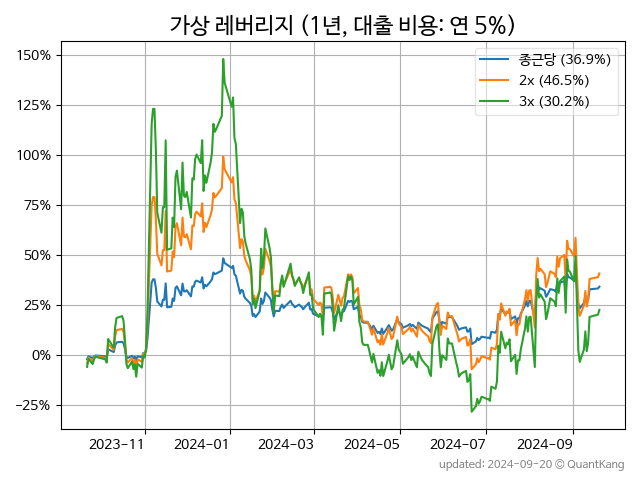 가상 레버리지 (1년, 대출 비용: 연 5%)
150%
125%
100%
75%
50%
25%
0%
−25%
종근당 (36.9%)
2x (46.5%)
3x (30.2%)
2023-11
2024-01
2024-03
2024-05
2024-07
2024-09
updated: 2024-09-20 © QuantKang